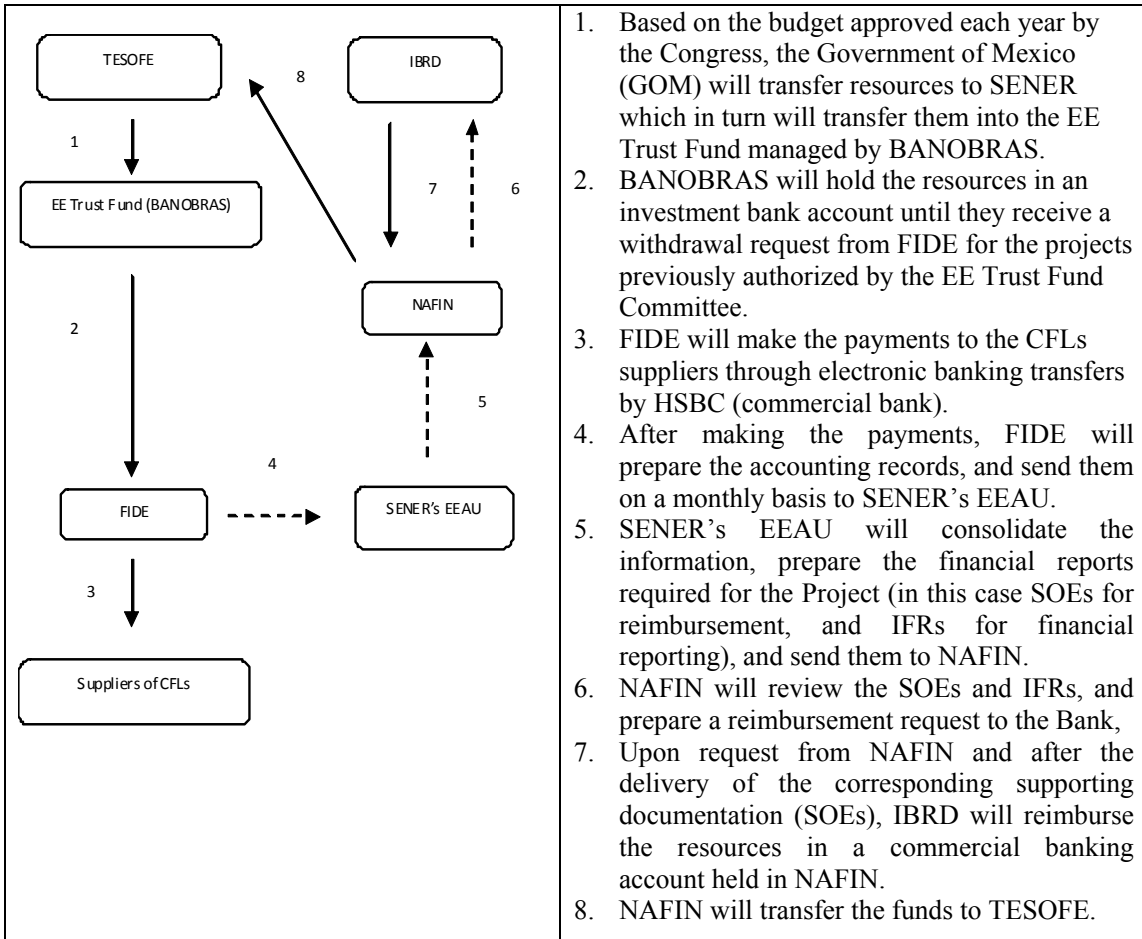 TESOFE
8
IBRD
1
7
6
EE Trust Fund (BANOBRAS)
NAFIN
2
5
4
FIDE
SENER's EEAU
3
Suppliers of CFLs
1. Based on the budget approved each year by
the Congress, the Government of Mexico
(GOM) will transfer resources to SENER
which in turn will transfer them into the EE
Trust Fund managed by BANOBRAS.
2. BANOBRAS will hold the resources in an
investment bank account until they receive a
withdrawal request from FIDE for the projects
previously authorized by the EE Trust Fund
Committee.
3. FIDE will make the payments to the CFLs
suppliers through electronic banking transfers
by HSBC (commercial bank).
4. After making the payments, FIDE will
prepare the accounting records, and send them
on a monthly basis to SENER's EEAU.
5. SENER's EEAU will consolidate the
information, prepare the financial reports
required for the Project (in this case SOEs for
reimbursement, and IFRs for financial
reporting), and send them to NAFIN.
6. NAFIN will review the SOEs and IFRs, and
prepare a reimbursement request to the Bank,
7. Upon request from NAFIN and after the
delivery of the corresponding supporting
documentation (SOEs), IBRD will reimburse
the resources in a commercial banking
account held in NAFIN.
8. NAFIN will transfer the funds to TESOFE.